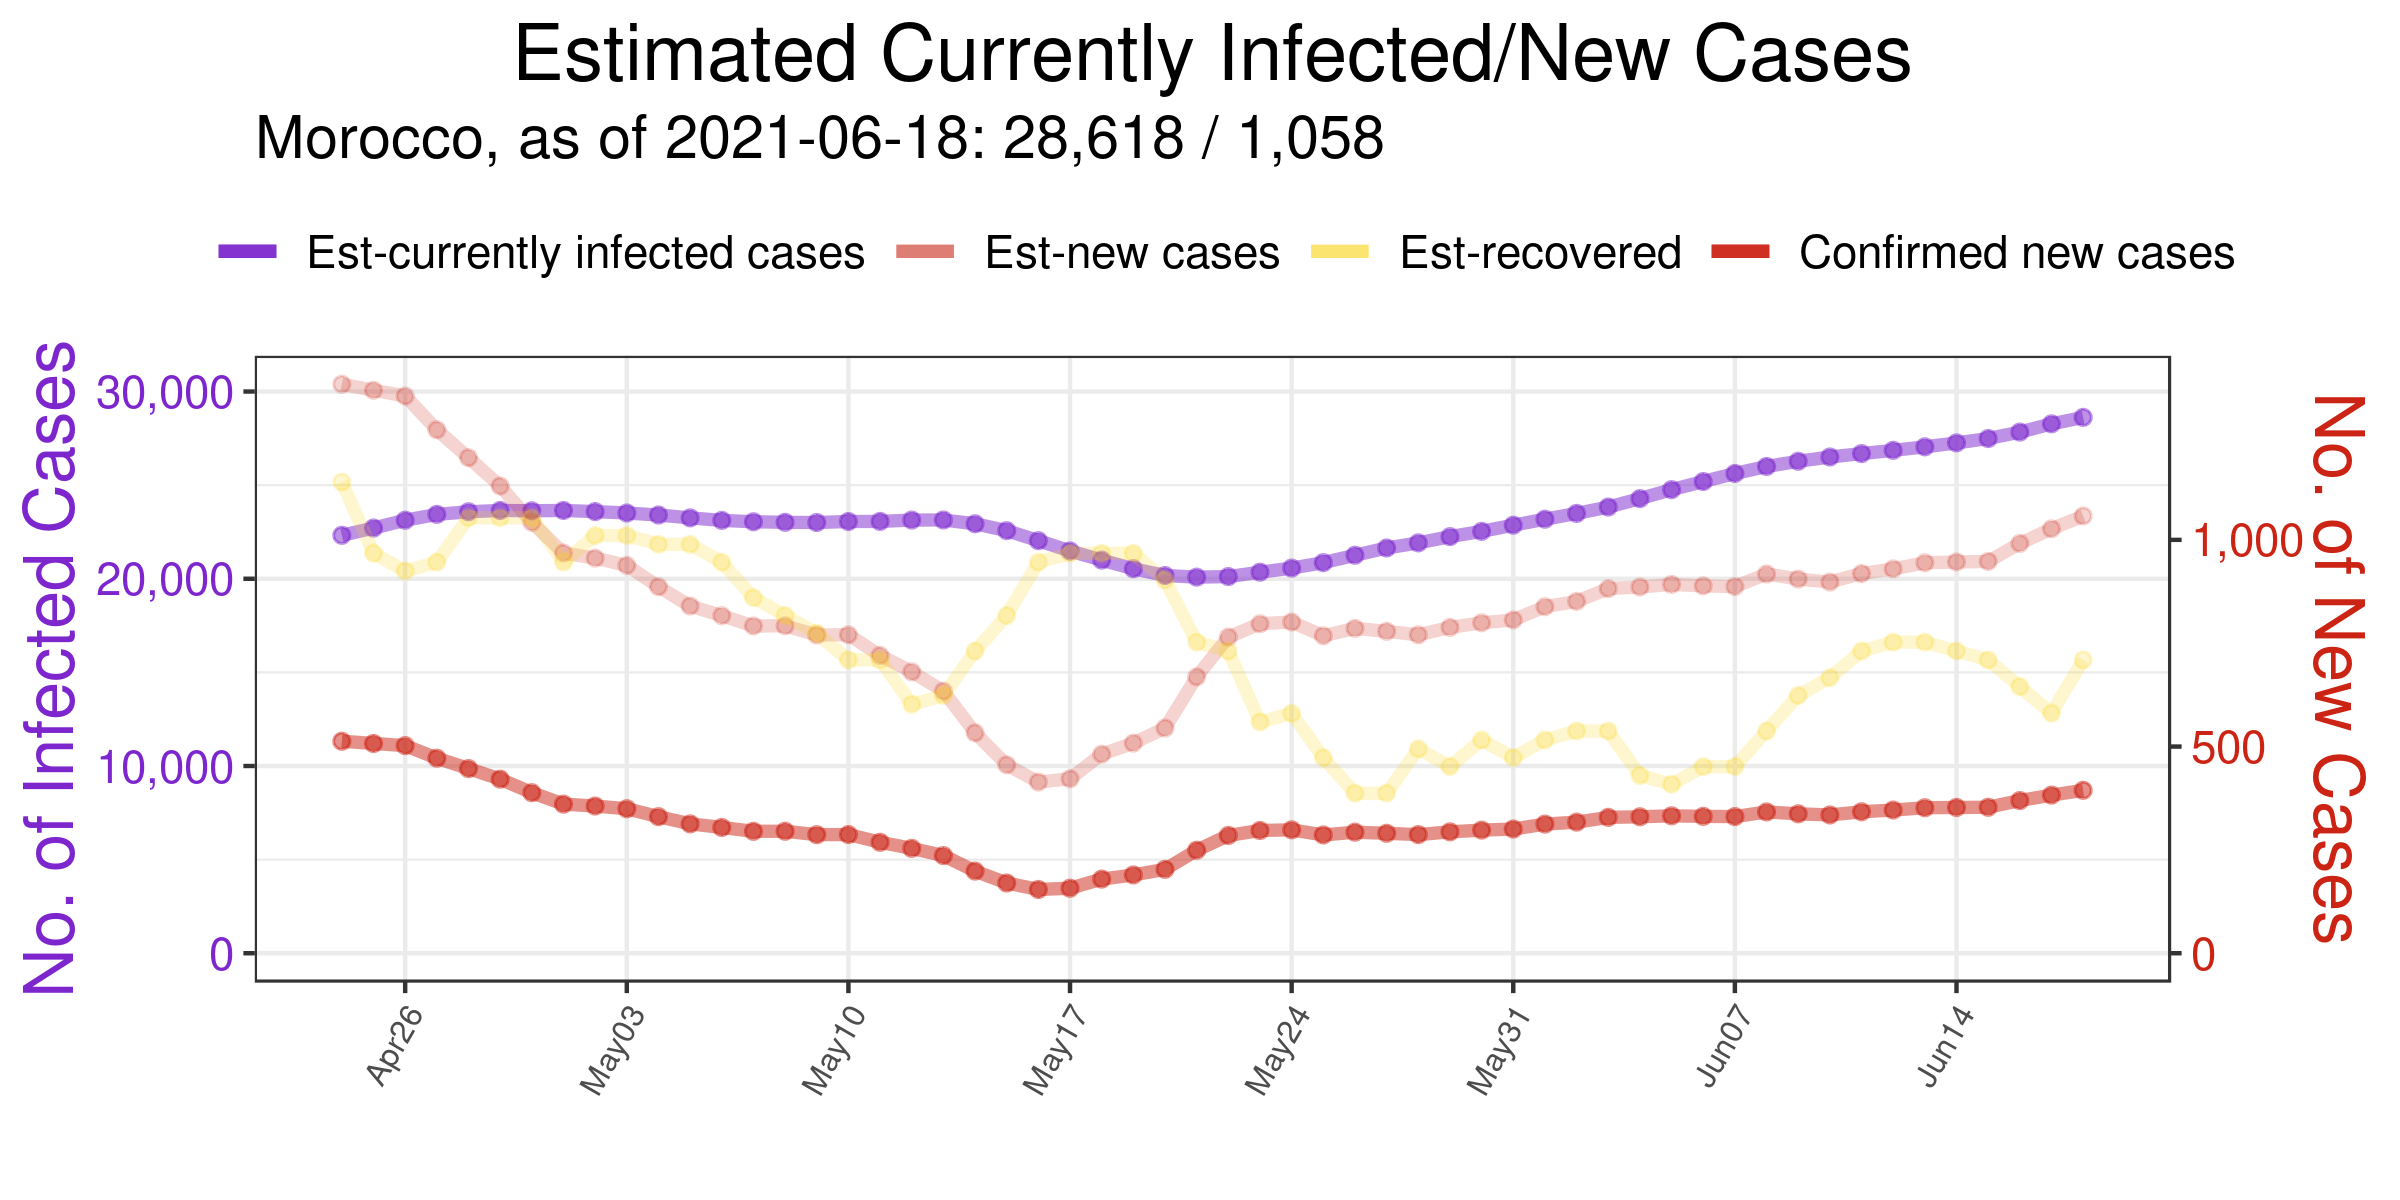 Estimated Currently Infected/New Cases
Morocco, as of 2021-06-18: 28,618 / 1,058
Est-currently infected cases Est-new cases Est-recovered Confirmed new cases
No. of Infected Cases
30,000
20,000
10,000
0
No. of New Cases
1,000
500
0
Apr26 May03 May10 May17 May24 May31 Jun07 Jun14